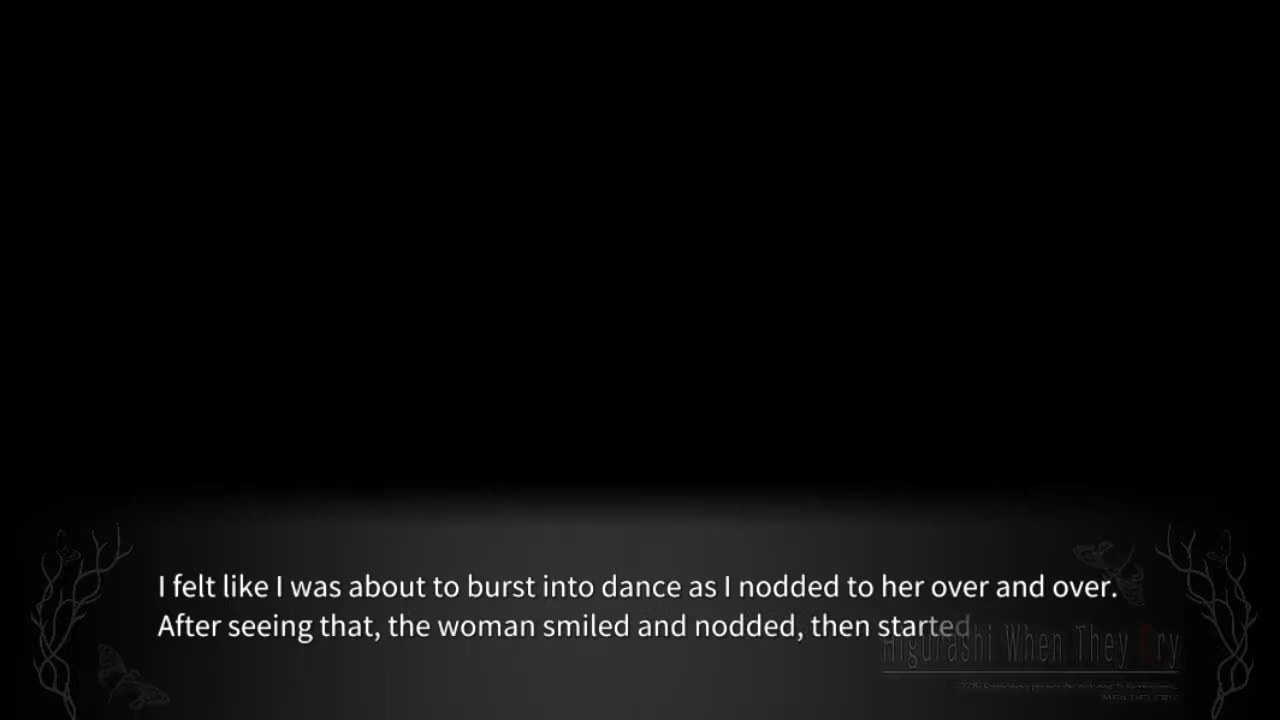 I felt like I was about to burst into dance as I nodded to her over and over.
After seeing that, the woman smiled and nodded, then started
Higurashi When They Cry